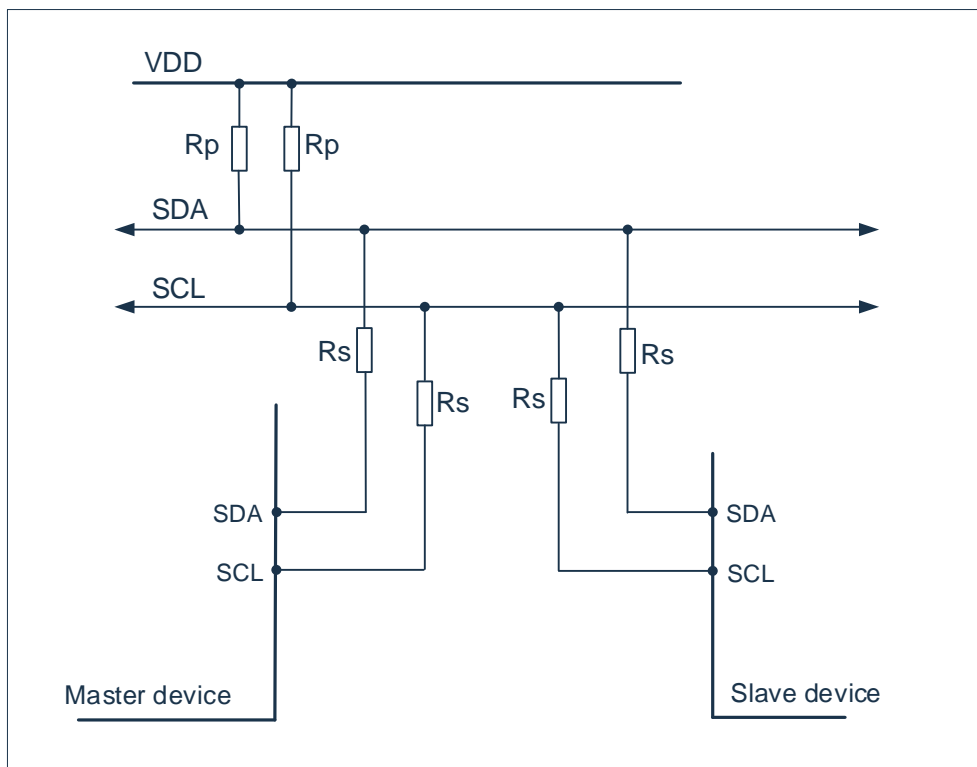 VDD
Rp
Rp
SDA
SCL
Rs
Rs
Rs
Rs
SDA
SDA
SCL
SCL
Master device
Slave device